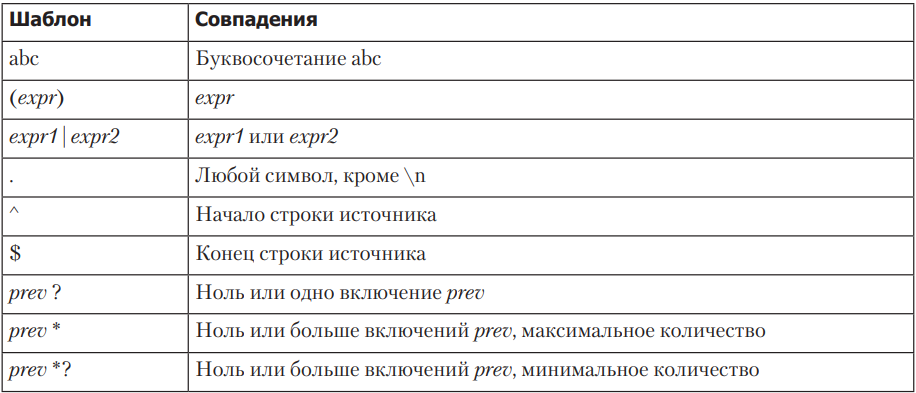 Шаблон Совпадения
abc Буквосочетание abc
(expr) expr
expr1 | expr2 expr1 или expr2
. Любой символ, кроме \n
^ Начало строки источника
$ Конец строки источника
prev ? Ноль или одно включение prev
prev * Ноль или больше включений prev, максимальное количество
prev *? Ноль или больше включений prev, минимальное количество